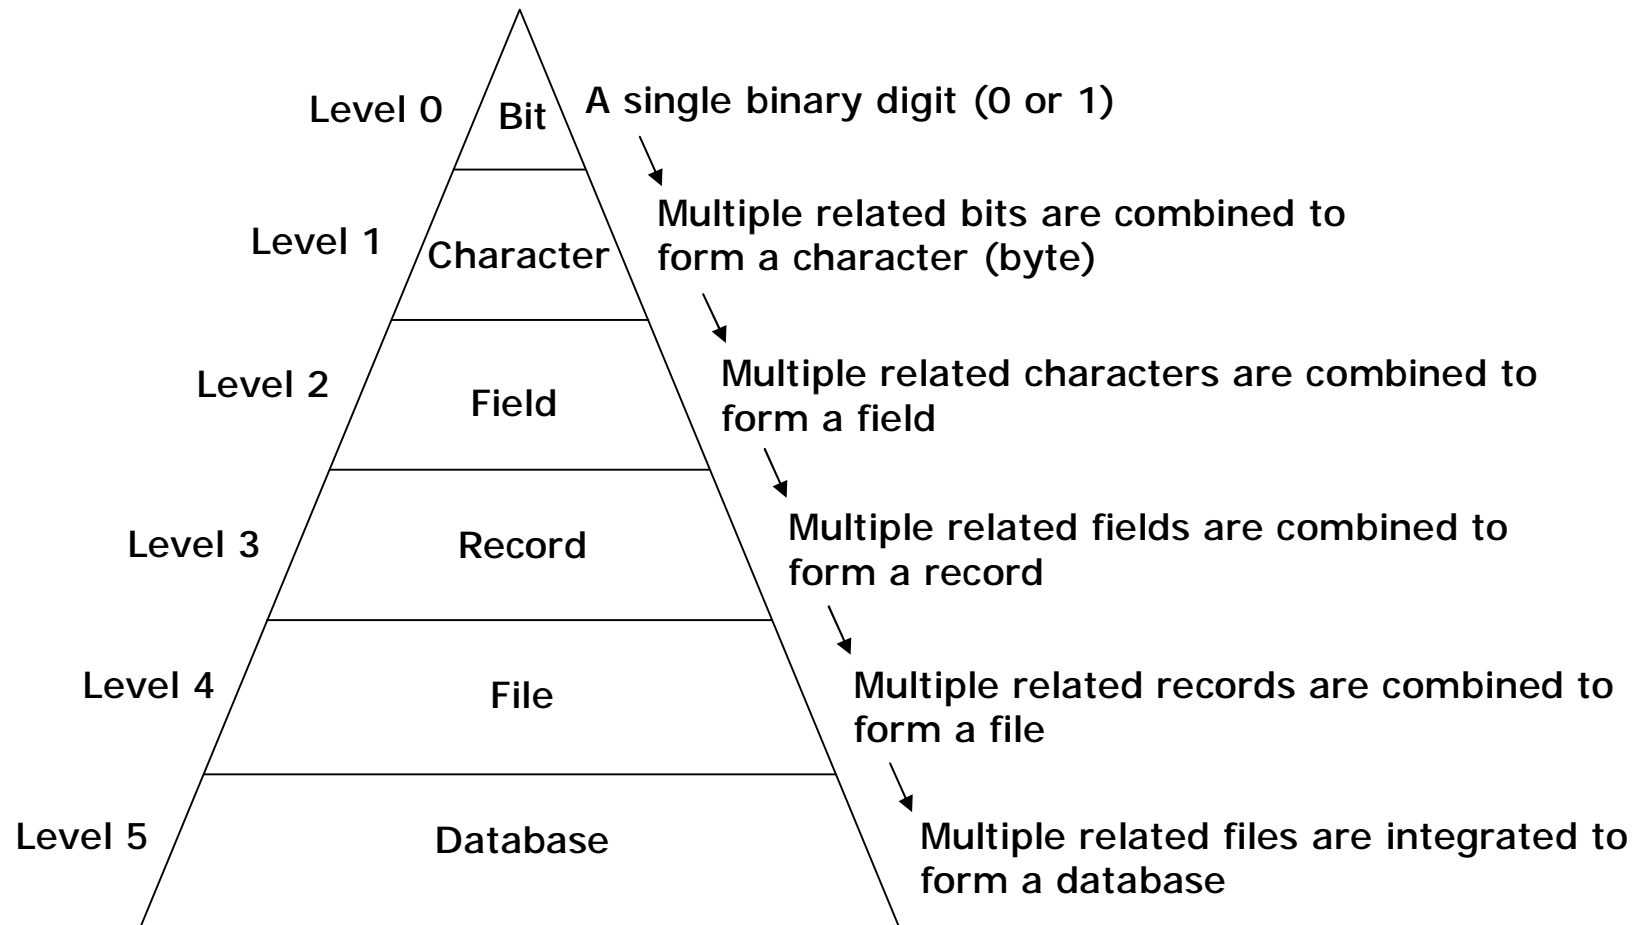 Level 0
Bit
A single binary digit (0 or 1)
Level 1
Character
Multiple related bits are combined to
form a character (byte)
Level 2
Field
Multiple related characters are combined to
form a field
Level 3
Record
Multiple related fields are combined to
form a record
Level 4
File
Multiple related records are combined to
form a file
Level 5
Database
Multiple related files are integrated to
form a database